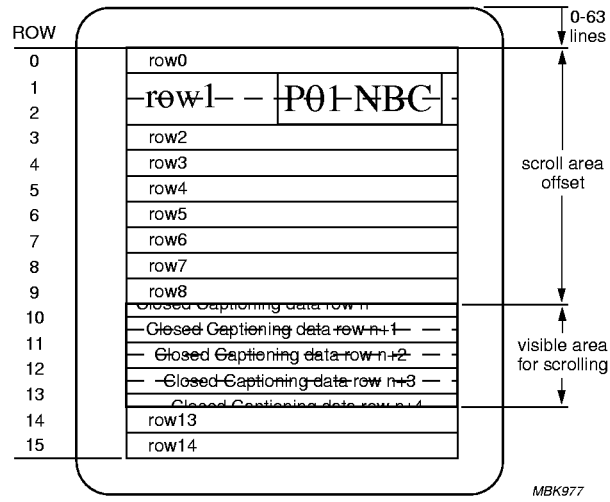 ROW
0-63
lines
0 row0
1
row1 P01 NBC
2
3 row2
4 row3
5 row4
6 row5
7 row6
8 row7
9 row8
scroll area
offset
Closed Captioning data row n
10
Closed Captioning data row n+1
11
Closed Captioning data row n+2
12
Closed Captioning data row n+3
13
Closed Captioning data row n+4
visible area
for scrolling
14 row13
15 row14
MBK977